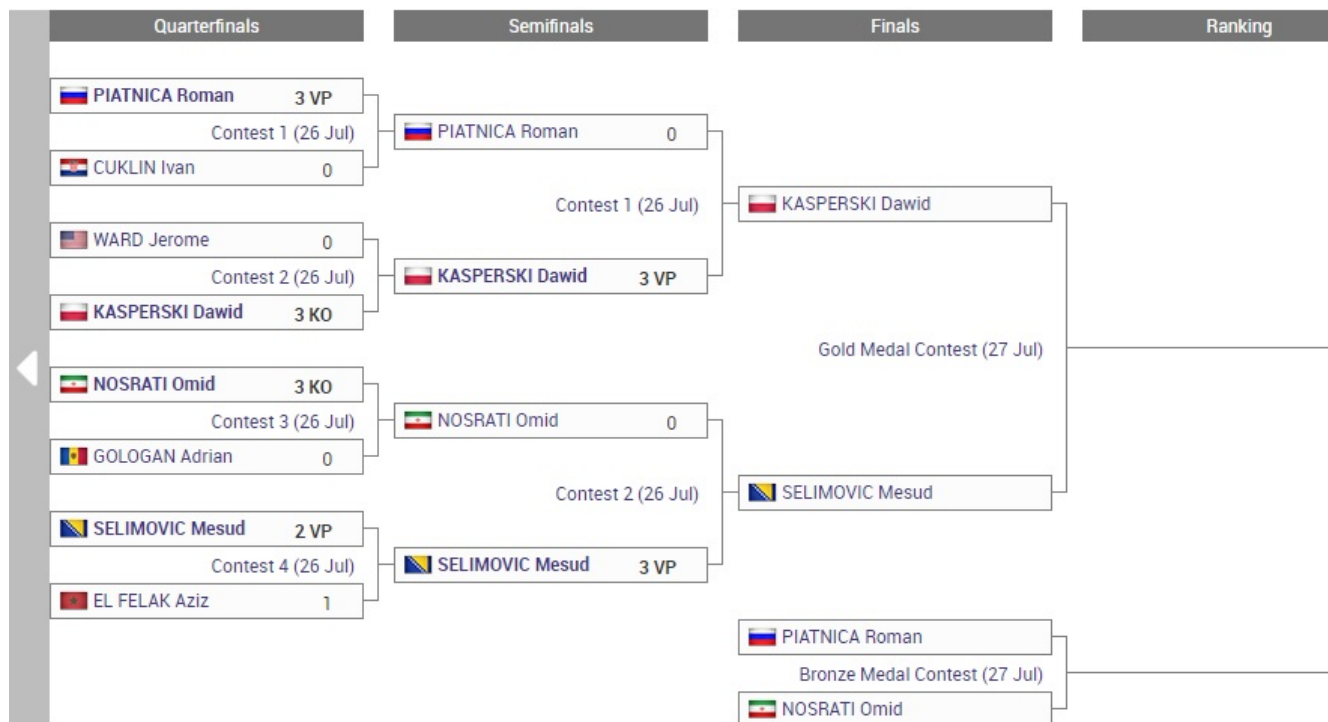 Quarterfinals
Semifinals
Finals
Ranking
PIATNICA Roman 3 VP
Contest 1 (26 Jul)
CUKLIN Ivan 0
WARD Jerome 0
Contest 2 (26 Jul)
KASPERSKI Dawid 3 KO
NOSRATI Omid 3 KO
Contest 3 (26 Jul)
GOLOGAN Adrian 0
SELIMOVIC Mesud 2 VP
Contest 4 (26 Jul)
EL FELAK Aziz 1
PIATNICA Roman 0
Contest 1 (26 Jul)
KASPERSKI Dawid 3 VP
NOSRATI Omid 0
Contest 2 (26 Jul)
SELIMOVIC Mesud 3 VP
KASPERSKI Dawid
Gold Medal Contest (27 Jul)
SELIMOVIC Mesud
PIATNICA Roman
Bronze Medal Contest (27 Jul)
NOSRATI Omid